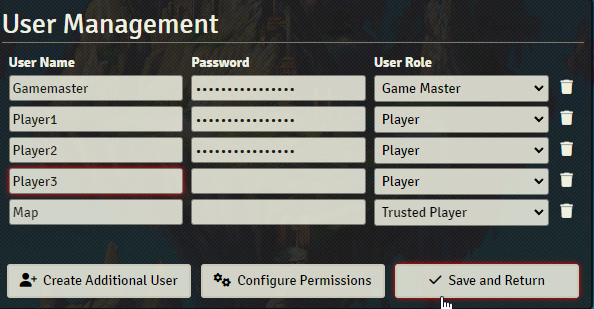 User Management
User Name Password User Role
Gamemaster •••••••••••••••• Game Master
Player1 •••••••••••••••• Player
Player2 •••••••••••••••• Player
Player3 Player
Map Trusted Player
Create Additional User Configure Permissions Save and Return